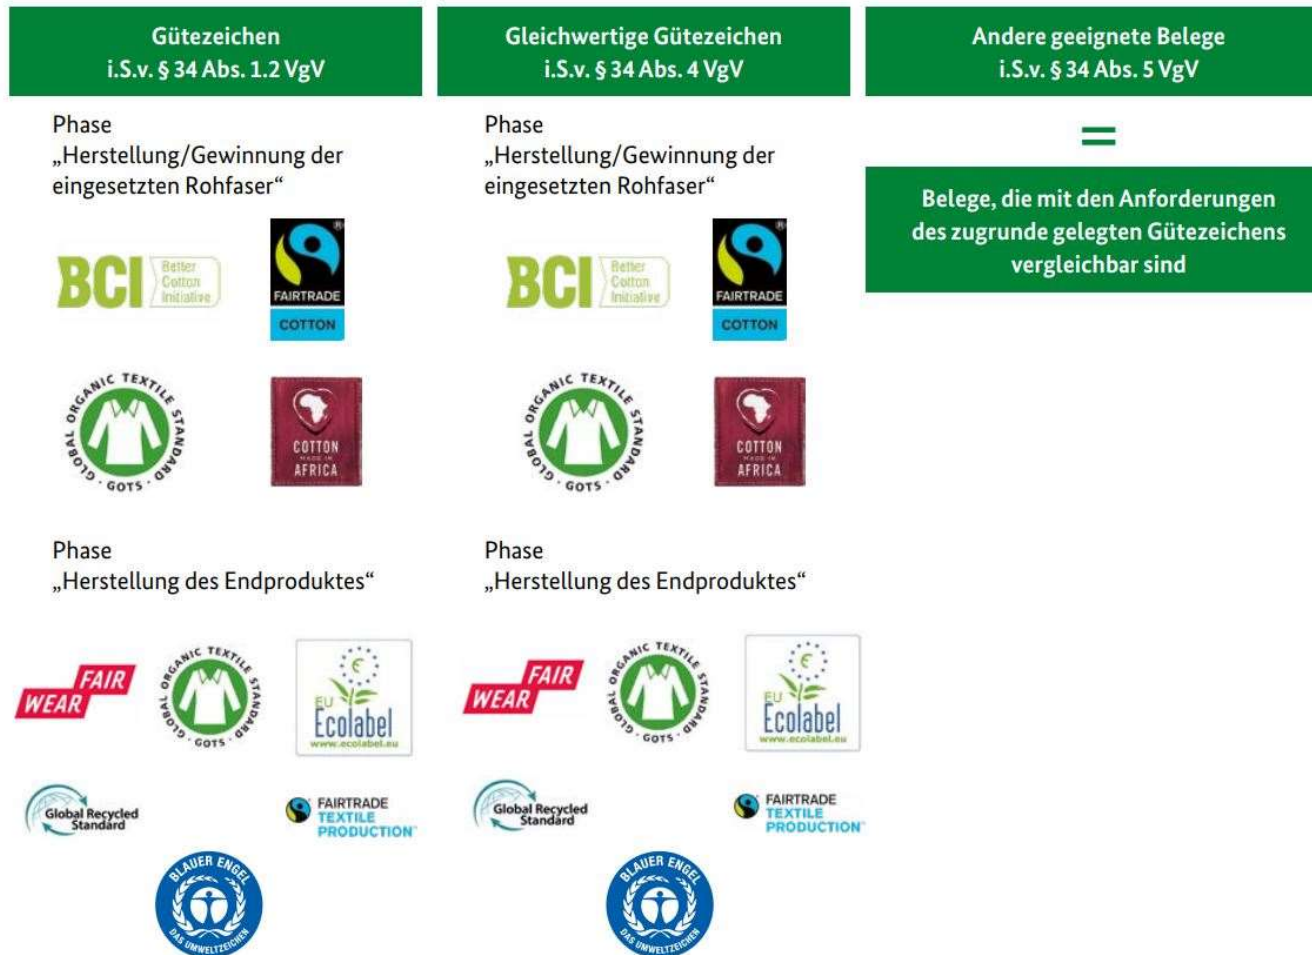 Gütezeichen
i.S.v. § 34 Abs. 1.2 VgV
Phase
„Herstellung/Gewinnung der
eingesetzten Rohfaser“
BCI
Better
Cotton
Initiative
®
FAIRTRADE
COTTON
GLOBAL ORGANIC TEXTILE STANDARD · GOTS ·
COTTON
MADE IN
AFRICA
Phase
„Herstellung des Endproduktes“
FAIR
WEAR
GLOBAL ORGANIC TEXTILE STANDARD · GOTS ·
EU
Ecolabel
www.ecolabel.eu
Global Recycled
Standard
FAIRTRADE
TEXTILE
PRODUCTION™
BLAUER ENGEL
DAS UMWELTZEICHEN
Gleichwertige Gütezeichen
i.S.v. § 34 Abs. 4 VgV
Phase
„Herstellung/Gewinnung der
eingesetzten Rohfaser“
BCI
Better
Cotton
Initiative
®
FAIRTRADE
COTTON
GLOBAL ORGANIC TEXTILE STANDARD · GOTS ·
COTTON
MADE IN
AFRICA
Phase
„Herstellung des Endproduktes“
FAIR
WEAR
GLOBAL ORGANIC TEXTILE STANDARD · GOTS ·
EU
Ecolabel
www.ecolabel.eu
Global Recycled
Standard
FAIRTRADE
TEXTILE
PRODUCTION™
BLAUER ENGEL
DAS UMWELTZEICHEN
Andere geeignete Belege
i.S.v. § 34 Abs. 5 VgV
=
Belege, die mit den Anforderungen
des zugrunde gelegten Gütezeichens
vergleichbar sind